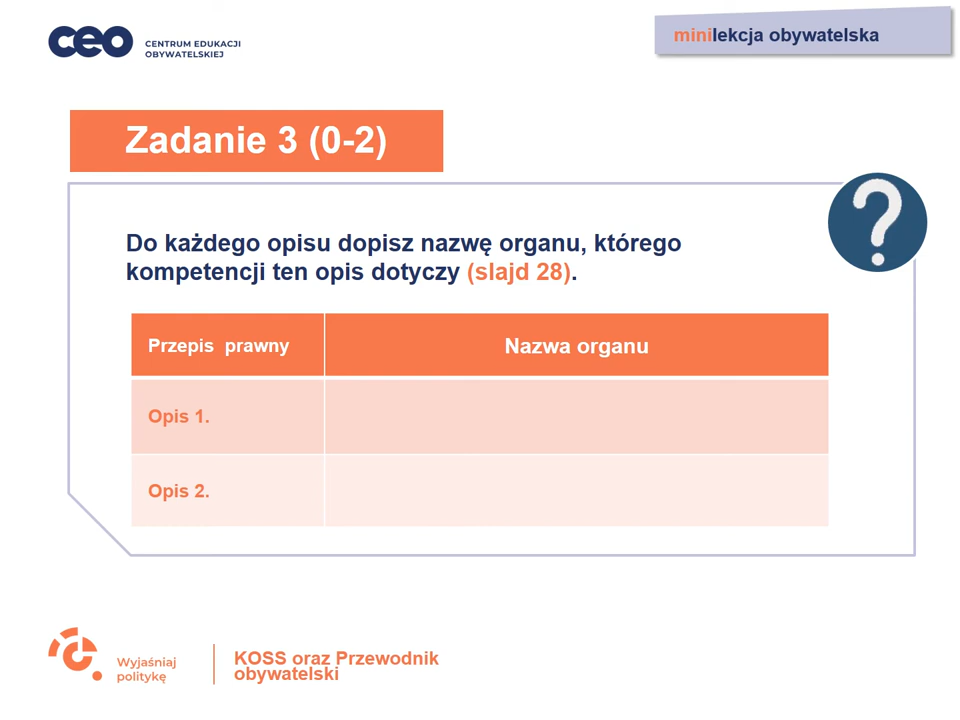 ceo CENTRUM EDUKACJI
OBYWATELSKIEJ
minilekcja obywatelska
Zadanie 3 (0-2)
?
Do każdego opisu dopisz nazwę organu, którego
kompetencji ten opis dotyczy (slajd 28).
Przepis prawny
Nazwa organu
Opis 1.
Opis 2.
Wyjaśniaj
politykę
KOSS oraz Przewodnik
obywatelski